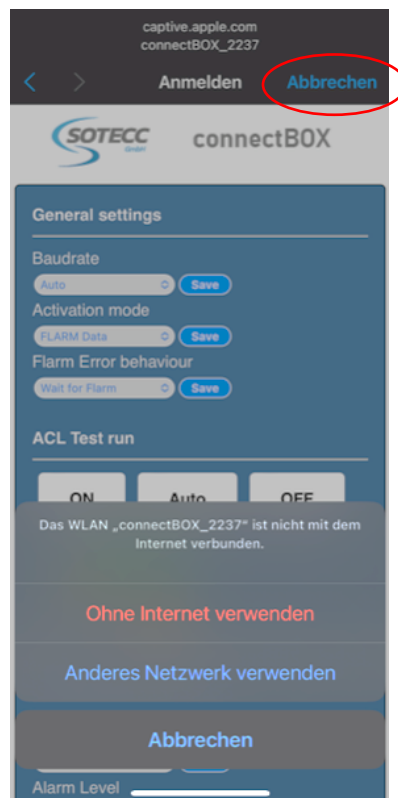 captive.apple.com
connectBOX_2237
Anmelden Abbrechen
SOTECC
GmbH
connectBOX
General settings
Baudrate
Auto Save
Activation mode
FLARM Data Save
Flarm Error behaviour
Wait for Flarm Save
ACL Test run
ON Auto OFF
Das WLAN „connectBOX_2237“ ist nicht mit dem
Internet verbunden.
Ohne Internet verwenden
Anderes Netzwerk verwenden
Abbrechen
Alarm Level